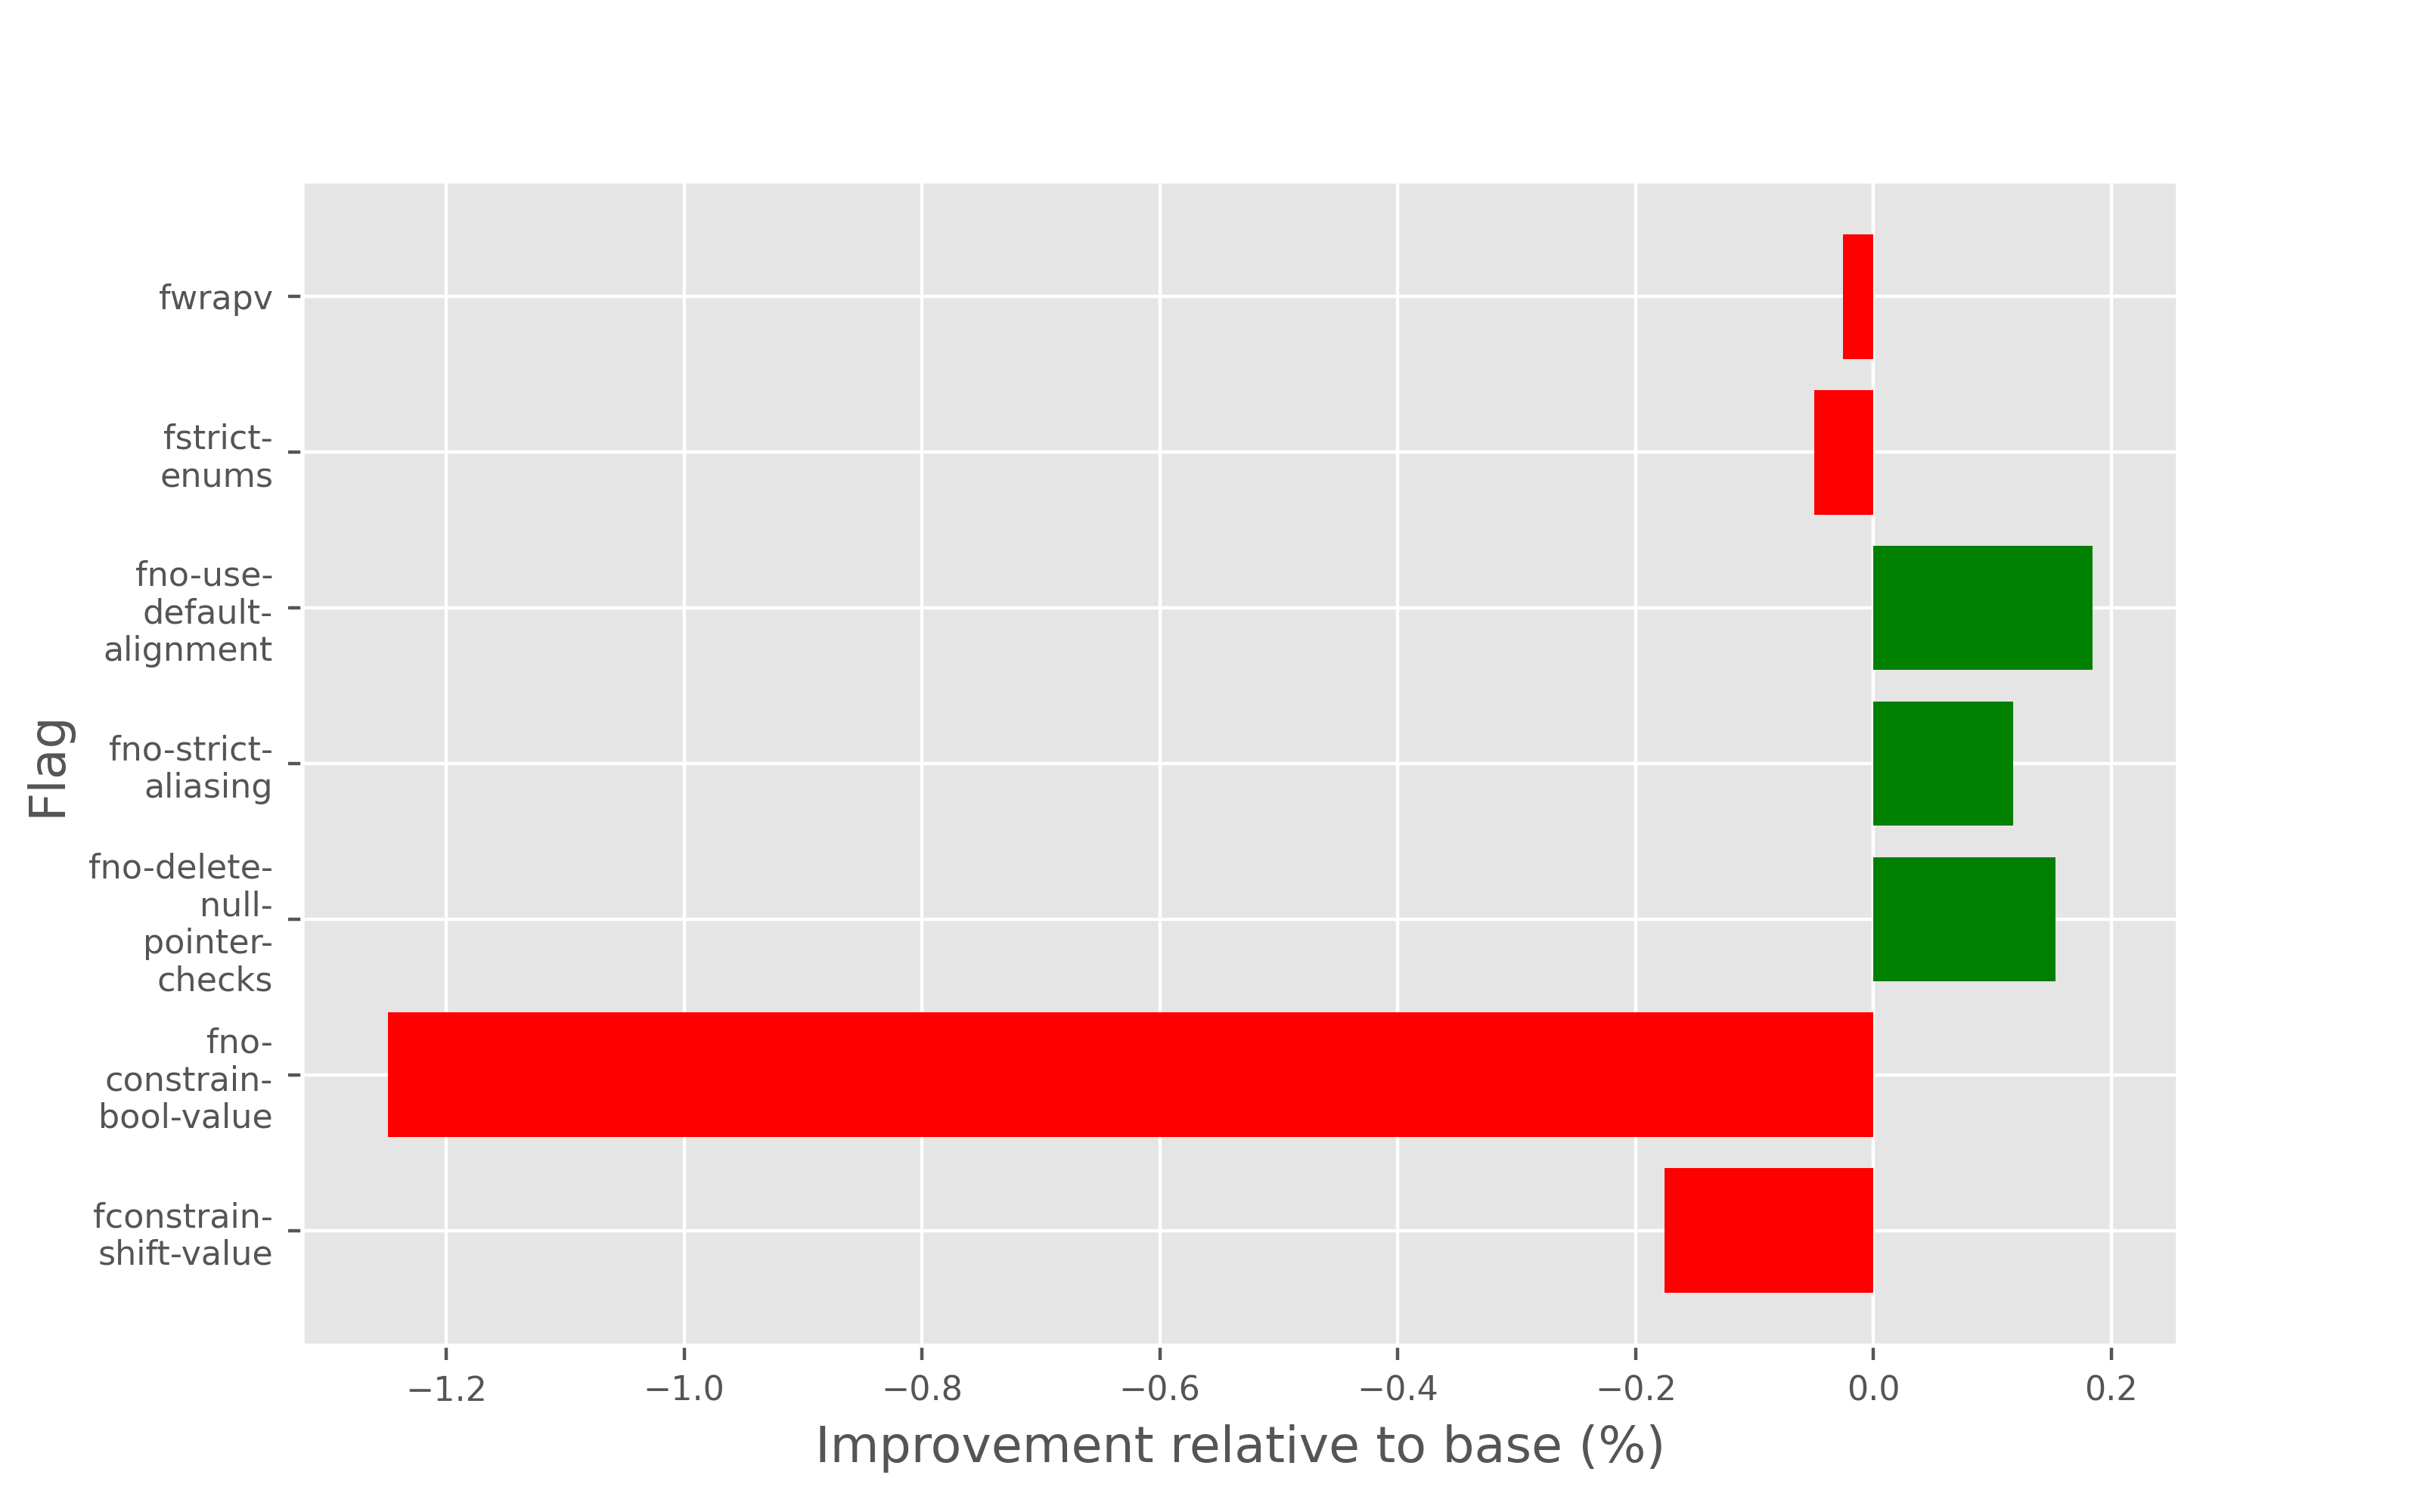 Flag
fwrapv
fstrict-
enums
fno-use-
default-
alignment
fno-strict-
aliasing
fno-delete-
null-
pointer-
checks
fno-
constrain-
bool-value
fconstrain-
shift-value
−1.2 −1.0 −0.8 −0.6 −0.4 −0.2 0.0 0.2
Improvement relative to base (%)